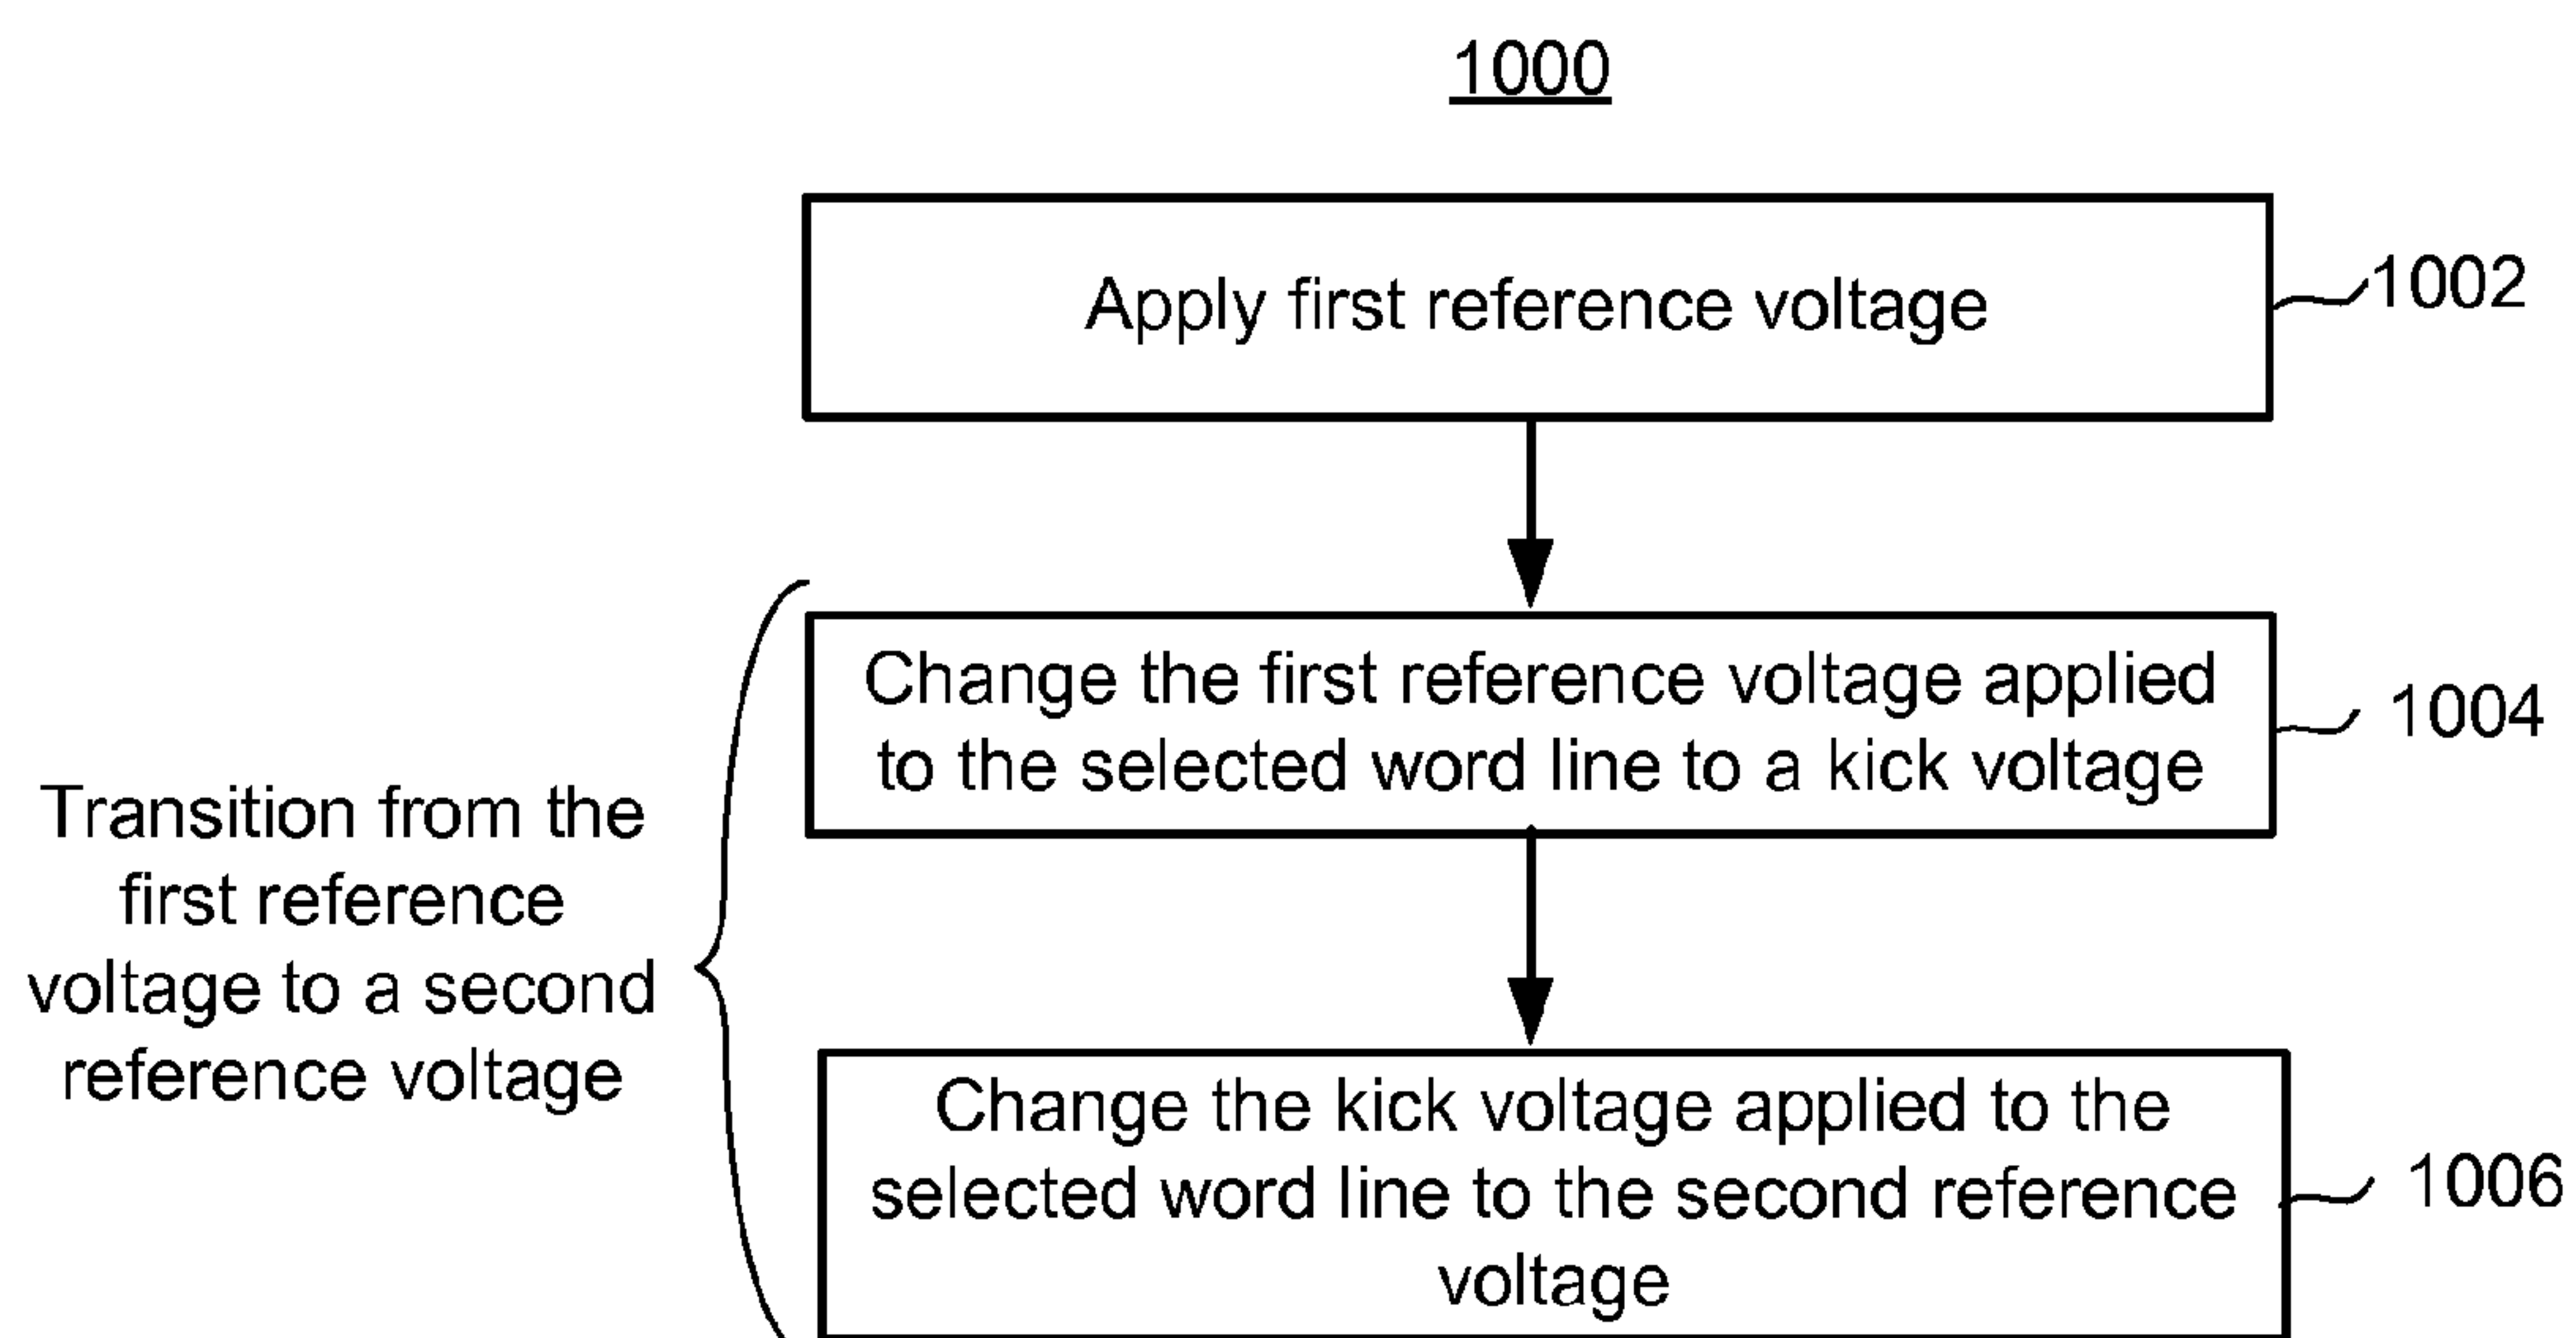 1000
Apply first reference voltage
1002
Change the first reference voltage applied
to the selected word line to a kick voltage
1004
Transition from the
first reference
voltage to a second
reference voltage
Change the kick voltage applied to the
selected word line to the second reference
voltage
1006